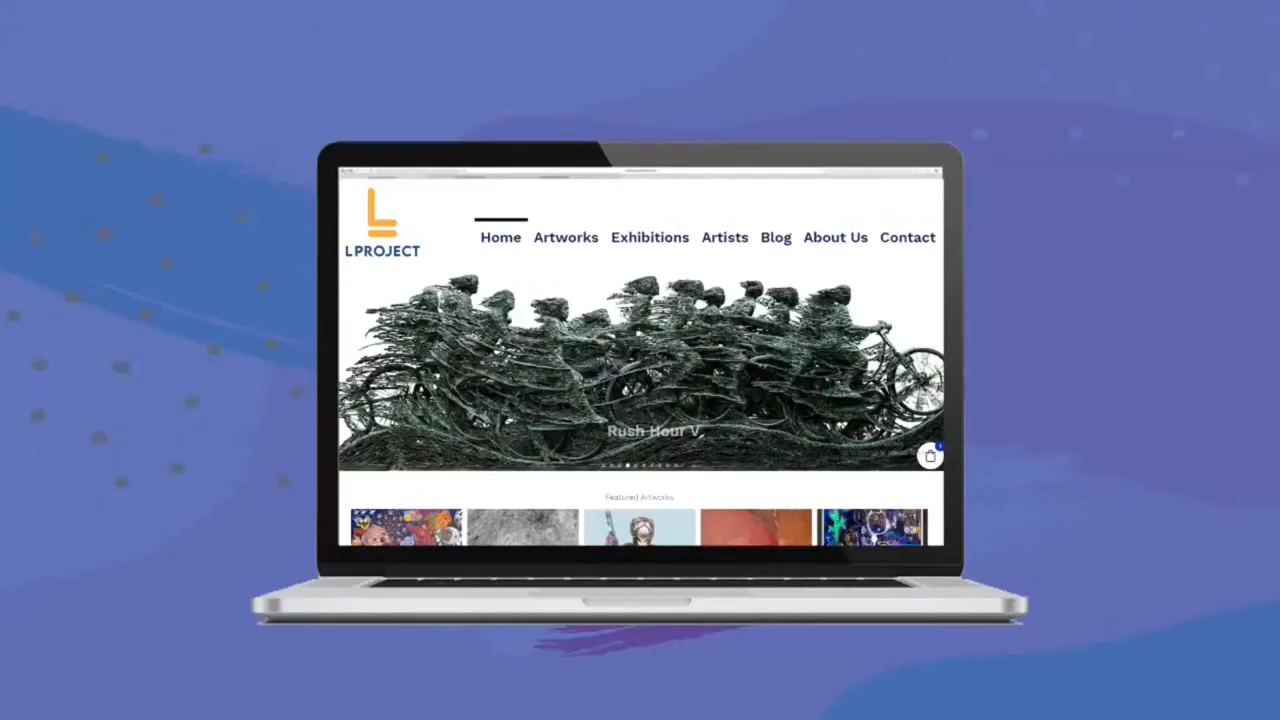 LPROJECT
Home Artworks Exhibitions Artists Blog About Us Contact
Rush Hour V
Featured Artworks